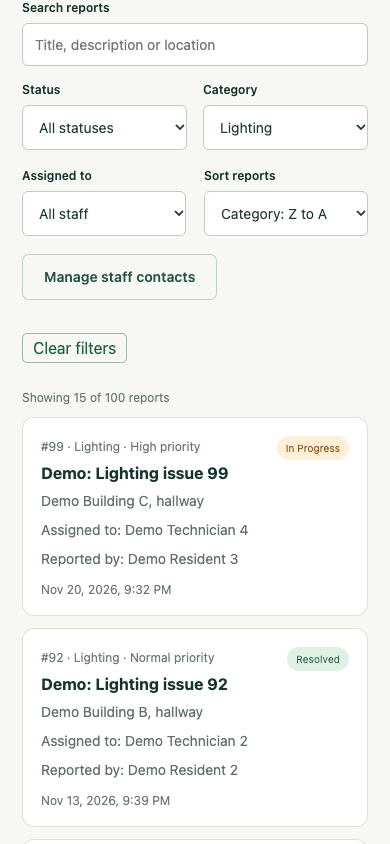 Search reports
Title, description or location
Status
Category
All statuses
Lighting
Assigned to
Sort reports
All staff
Category: Z to A
Manage staff contacts
Clear filters
Showing 15 of 100 reports
#99 · Lighting · High priority
In Progress
Demo: Lighting issue 99
Demo Building C, hallway
Assigned to: Demo Technician 4
Reported by: Demo Resident 3
Nov 20, 2026, 9:32 PM
#92 · Lighting · Normal priority
Resolved
Demo: Lighting issue 92
Demo Building B, hallway
Assigned to: Demo Technician 2
Reported by: Demo Resident 2
Nov 13, 2026, 9:39 PM